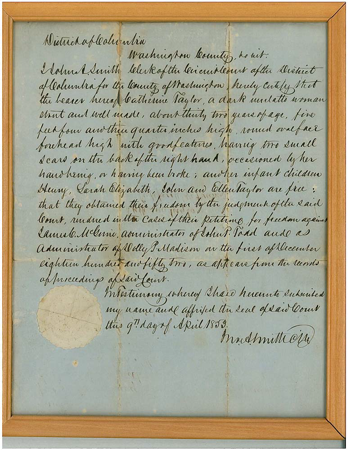 District of Columbia
Washington County, to wit:
I John A Smith Clerk of the Circuit Court of the District
of Columbia for the County of Washington, hereby certify that
the bearer hereof Catherine Taylor, a dark mulatto woman
short and well made, about thirty two years of age, five
feet four and three quarter inches high, round oval face
forehead high with good features, having two small
scars on the back of the right hand, occasioned by her
hand being, or having been broke; and her infant children
Henry, Sarah Elizabeth, John and Ellen Taylor are free;
that they obtained their freedom by the judgment of the said
Court, rendered in the Case of their Petition for freedom against
James C. McGuire, administrator of John P. Todd and as
Administrator of Dolly P. Madison on the first of December
eighteen hundred and fifty two, as appears from the records
of proceedings of said Court.
In testimony whereof I have hereunto subscribed
my name and affixed the seal of said Court
this 9th day of April 1853.
Jno A Smith Clk